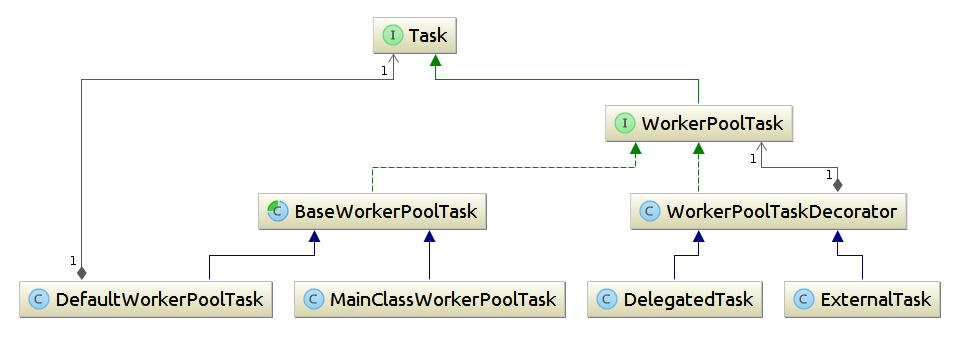 I Task
1
I WorkerPoolTask
1
1
C BaseWorkerPoolTask
C WorkerPoolTaskDecorator
1
C DefaultWorkerPoolTask
C MainClassWorkerPoolTask
C DelegatedTask
C ExternalTask